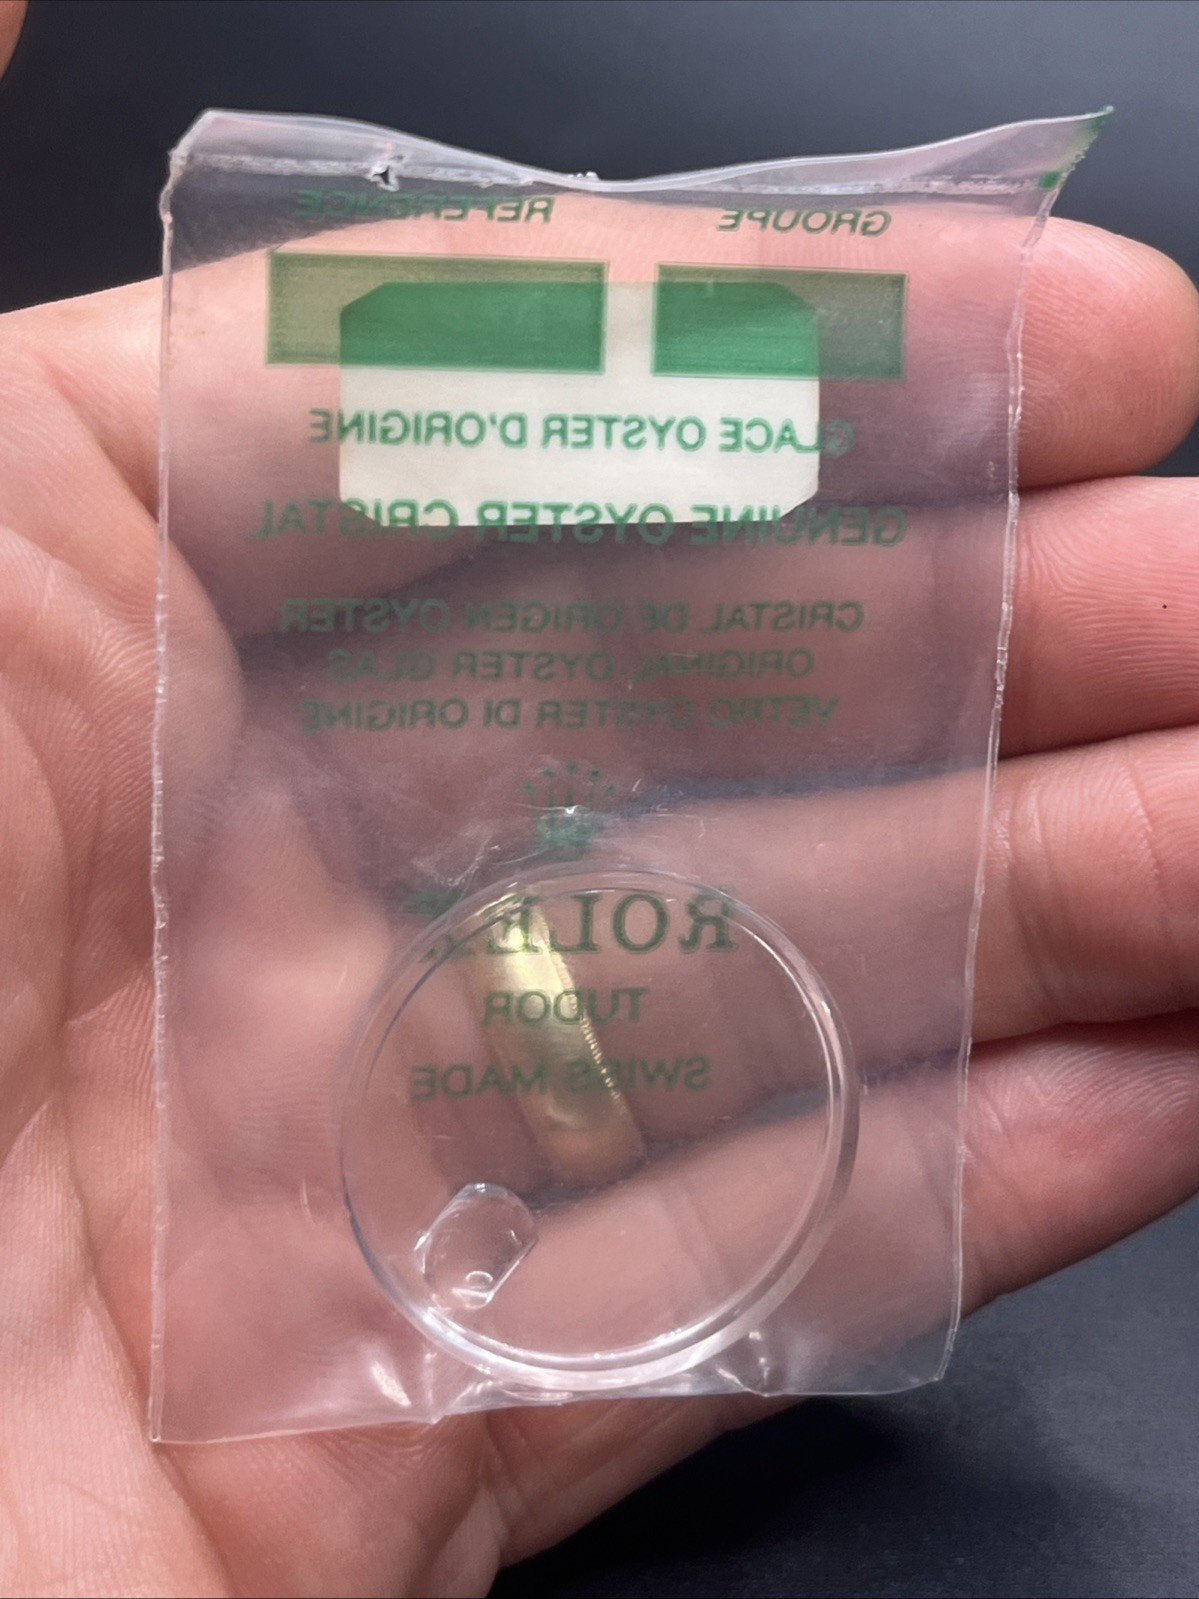 REFERENCE GROUPE
GLACE OYSTER D'ORIGINE
GENUINE OYSTER CRISTAL
CRISTAL DE ORIGEN OYSTER
ORIGINAL OYSTER GLAS
VETRO OYSTER DI ORIGINE
ROLEX
TUDOR
SWISS MADE